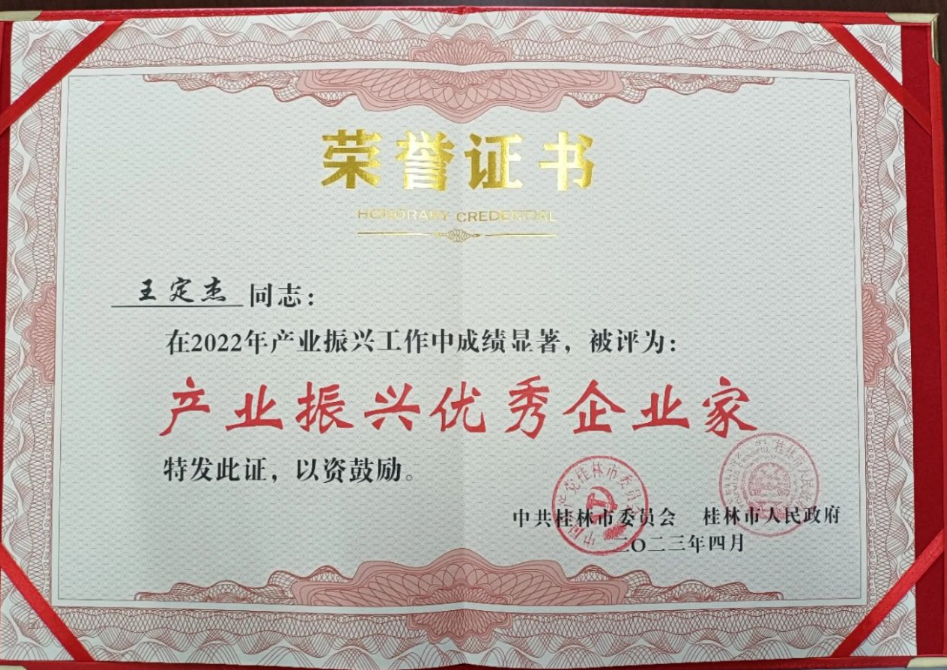 荣誉证书
HONORARY CREDENTIAL
王定杰 同志：
在2022年产业振兴工作中成绩显著，被评为：
产业振兴优秀企业家
特发此证，以资鼓励。
中共桂林市委员会 桂林市人民政府
二〇二三年四月